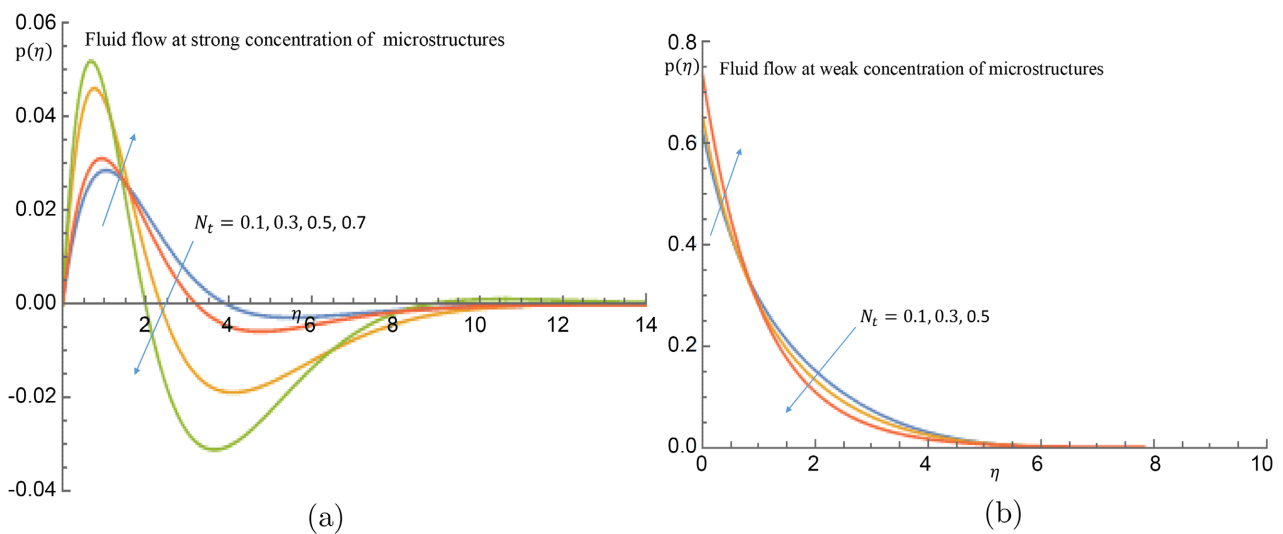 0.06
p(η)
Fluid flow at strong concentration of microstructures
0.04
0.02
N_t = 0.1, 0.3, 0.5, 0.7
0.00
2 4 η 6 8 10 12 14
-0.02
-0.04
(a)
0.8
p(η)
Fluid flow at weak concentration of microstructures
0.6
0.4
N_t = 0.1, 0.3, 0.5
0.2
0.0
0 2 4 6 8 10
η
(b)